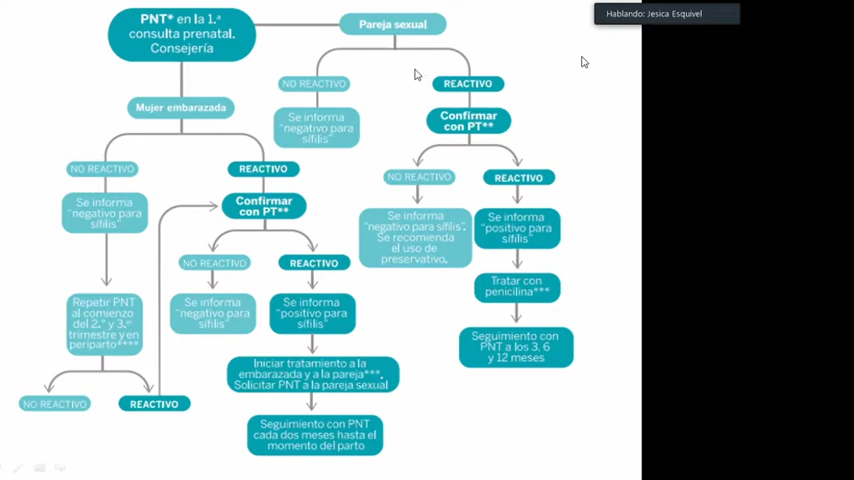 PNT* en la 1.ª
consulta prenatal.
Consejería
Pareja sexual
Hablando: Jesica Esquivel
NO REACTIVO
REACTIVO
Se informa
"negativo para
sífilis"
Confirmar
con PT**
NO REACTIVO
REACTIVO
Se informa
"negativo para sífilis".
Se recomienda
el uso de
preservativo.
Se informa
"positivo para
sífilis"
Tratar con
penicilina***
Seguimiento con
PNT a los 3, 6
y 12 meses
Mujer embarazada
NO REACTIVO
REACTIVO
Se informa
"negativo para
sífilis"
Confirmar
con PT**
NO REACTIVO
REACTIVO
Se informa
"negativo para
sífilis"
Se informa
"positivo para
sífilis"
Repetir PNT
al comienzo
del 2.º y 3.er
trimestre y en
periparto****
NO REACTIVO
REACTIVO
Iniciar tratamiento a la
embarazada y a la pareja***.
Solicitar PNT a la pareja sexual
Seguimiento con PNT
cada dos meses hasta el
momento del parto